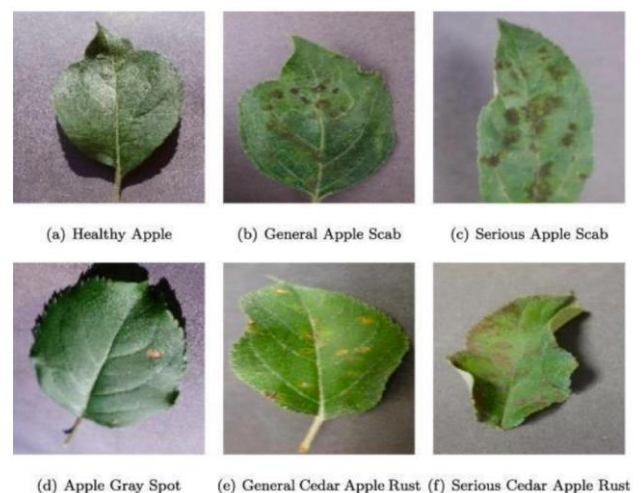 (a) Healthy Apple
(b) General Apple Scab
(c) Serious Apple Scab
(d) Apple Gray Spot
(e) General Cedar Apple Rust
(f) Serious Cedar Apple Rust